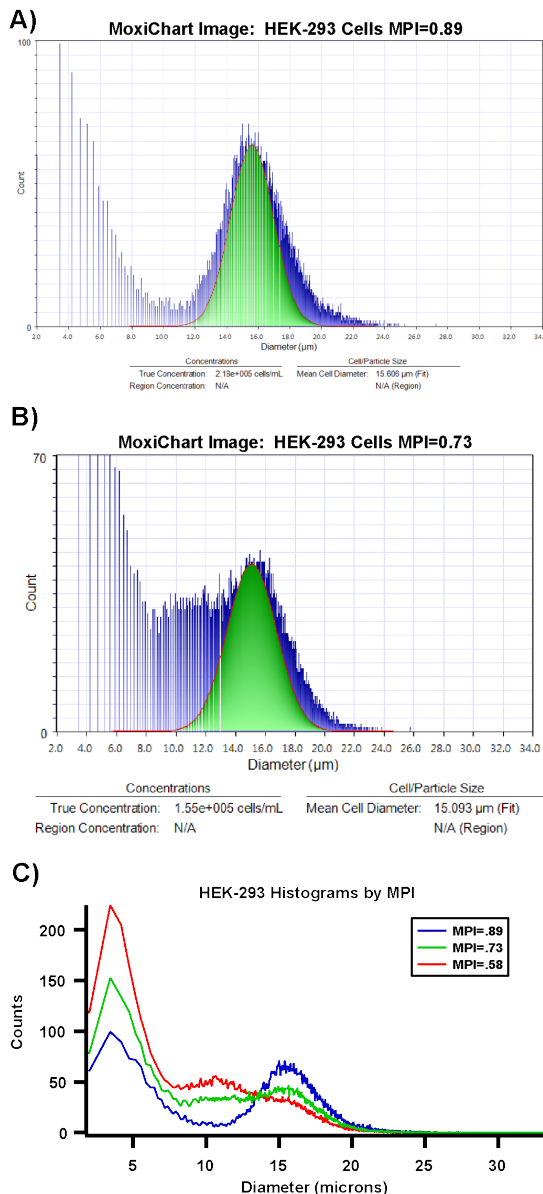 A)
MoxiChart Image: HEK-293 Cells MPI=0.89
100
Count
0
2.0 4.0 6.0 8.0 10.0 12.0 14.0 16.0 18.0 20.0 22.0 24.0 26.0 28.0 30.0 32.0 34.0
Diameter (µm)
Concentrations Cell/Particle Size
True Concentration: 2.19e+005 cells/mL Mean Cell Diameter: 15.606 µm (Fit)
Region Concentration: N/A N/A (Region)
B)
MoxiChart Image: HEK-293 Cells MPI=0.73
70
Count
0
2.0 4.0 6.0 8.0 10.0 12.0 14.0 16.0 18.0 20.0 22.0 24.0 26.0 28.0 30.0 32.0 34.0
Diameter (µm)
Concentrations Cell/Particle Size
True Concentration: 1.55e+005 cells/mL Mean Cell Diameter: 15.093 µm (Fit)
Region Concentration: N/A N/A (Region)
C)
HEK-293 Histograms by MPI
MPI=.89
MPI=.73
MPI=.58
200
150
100
50
0
Counts
5 10 15 20 25 30
Diameter (microns)